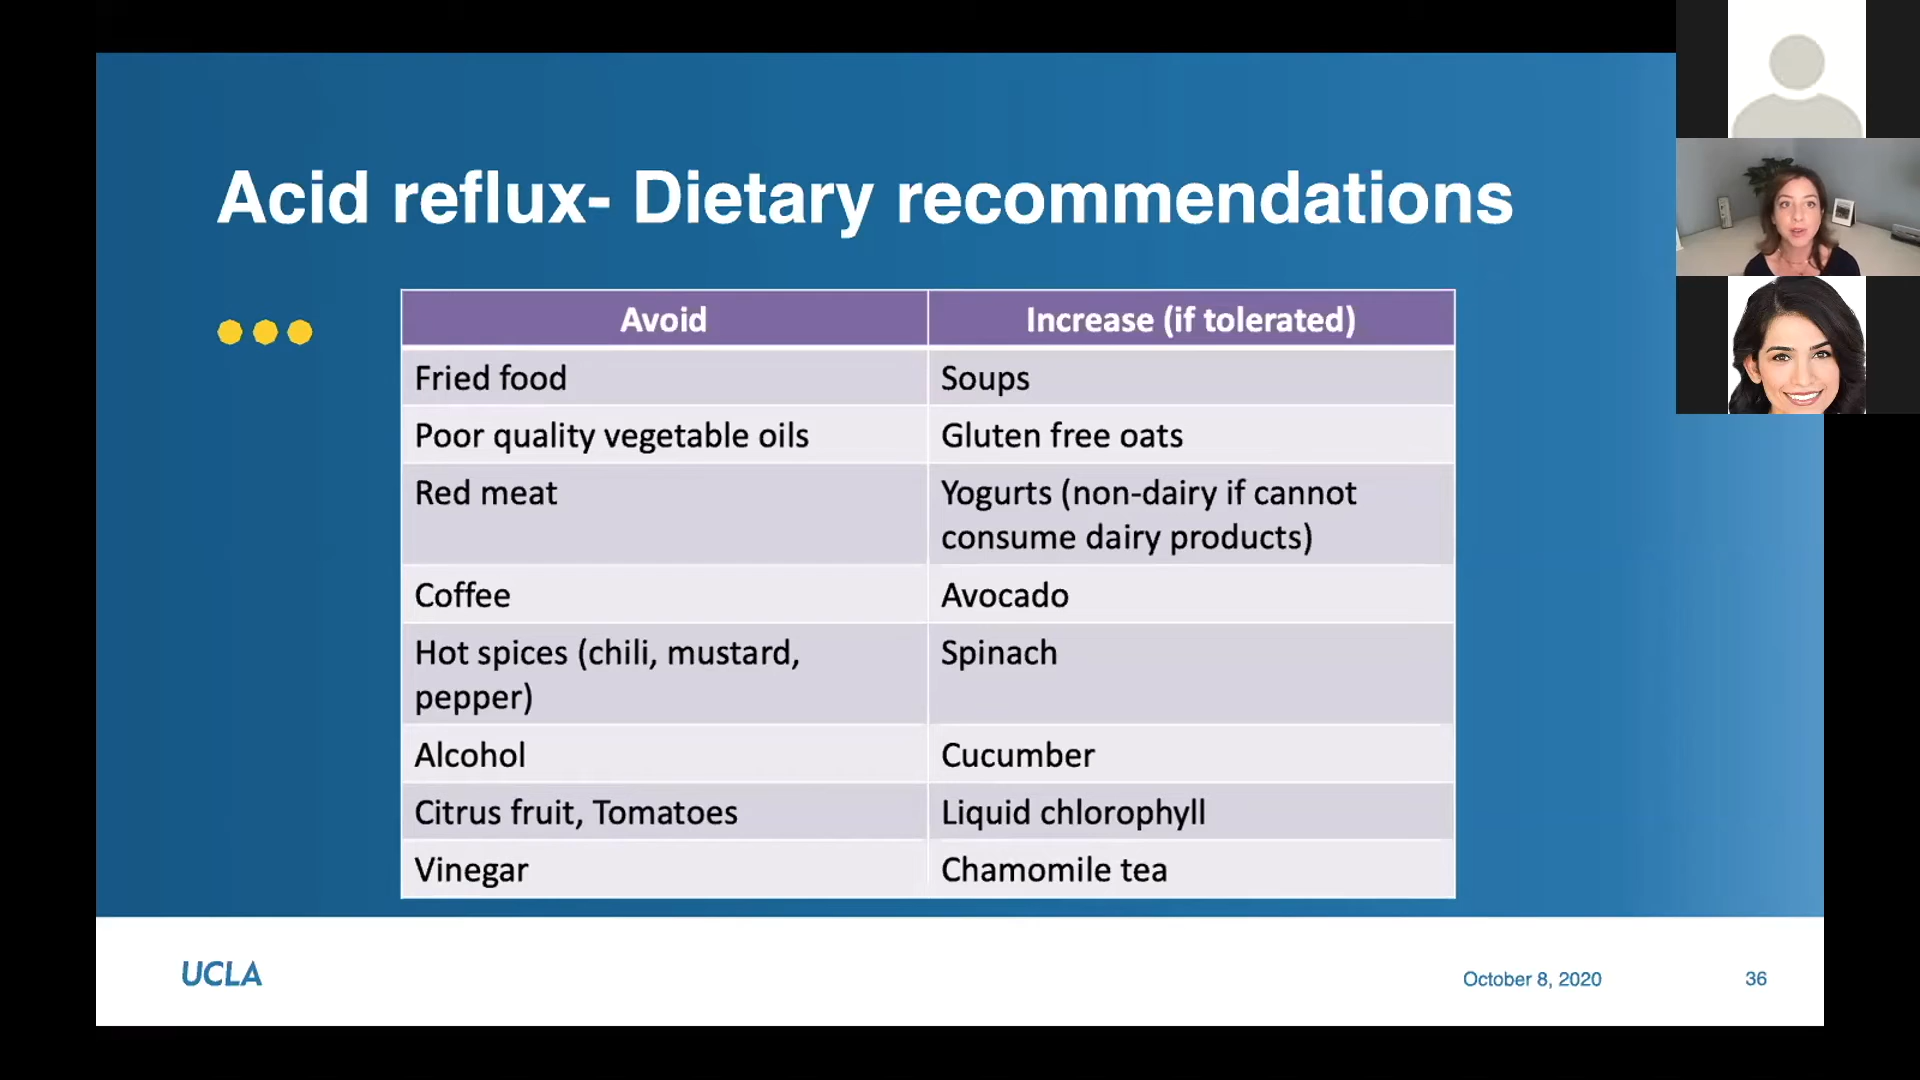 Acid reflux- Dietary recommendations
Avoid
Increase (if tolerated)
Fried food
Soups
Poor quality vegetable oils
Gluten free oats
Red meat
Yogurts (non-dairy if cannot
consume dairy products)
Coffee
Avocado
Hot spices (chili, mustard,
pepper)
Spinach
Alcohol
Cucumber
Citrus fruit, Tomatoes
Liquid chlorophyll
Vinegar
Chamomile tea
UCLA
October 8, 2020
36